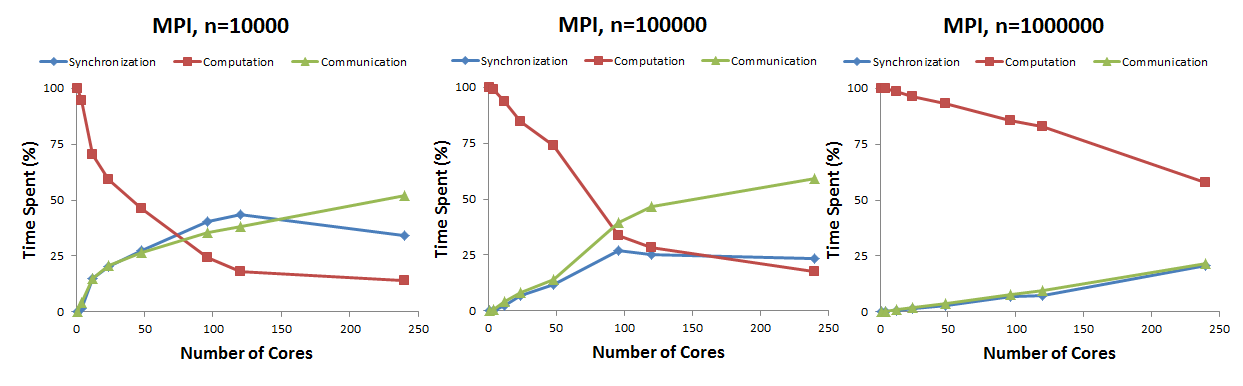 MPI, n=10000
Synchronization Computation Communication
100
75
50
25
0
0 50 100 150 200 250
Time Spent (%)
Number of Cores
MPI, n=100000
Synchronization Computation Communication
100
75
50
25
0
0 50 100 150 200 250
Time Spent (%)
Number of Cores
MPI, n=1000000
Synchronization Computation Communication
100
75
50
25
0
0 50 100 150 200 250
Time Spent (%)
Number of Cores